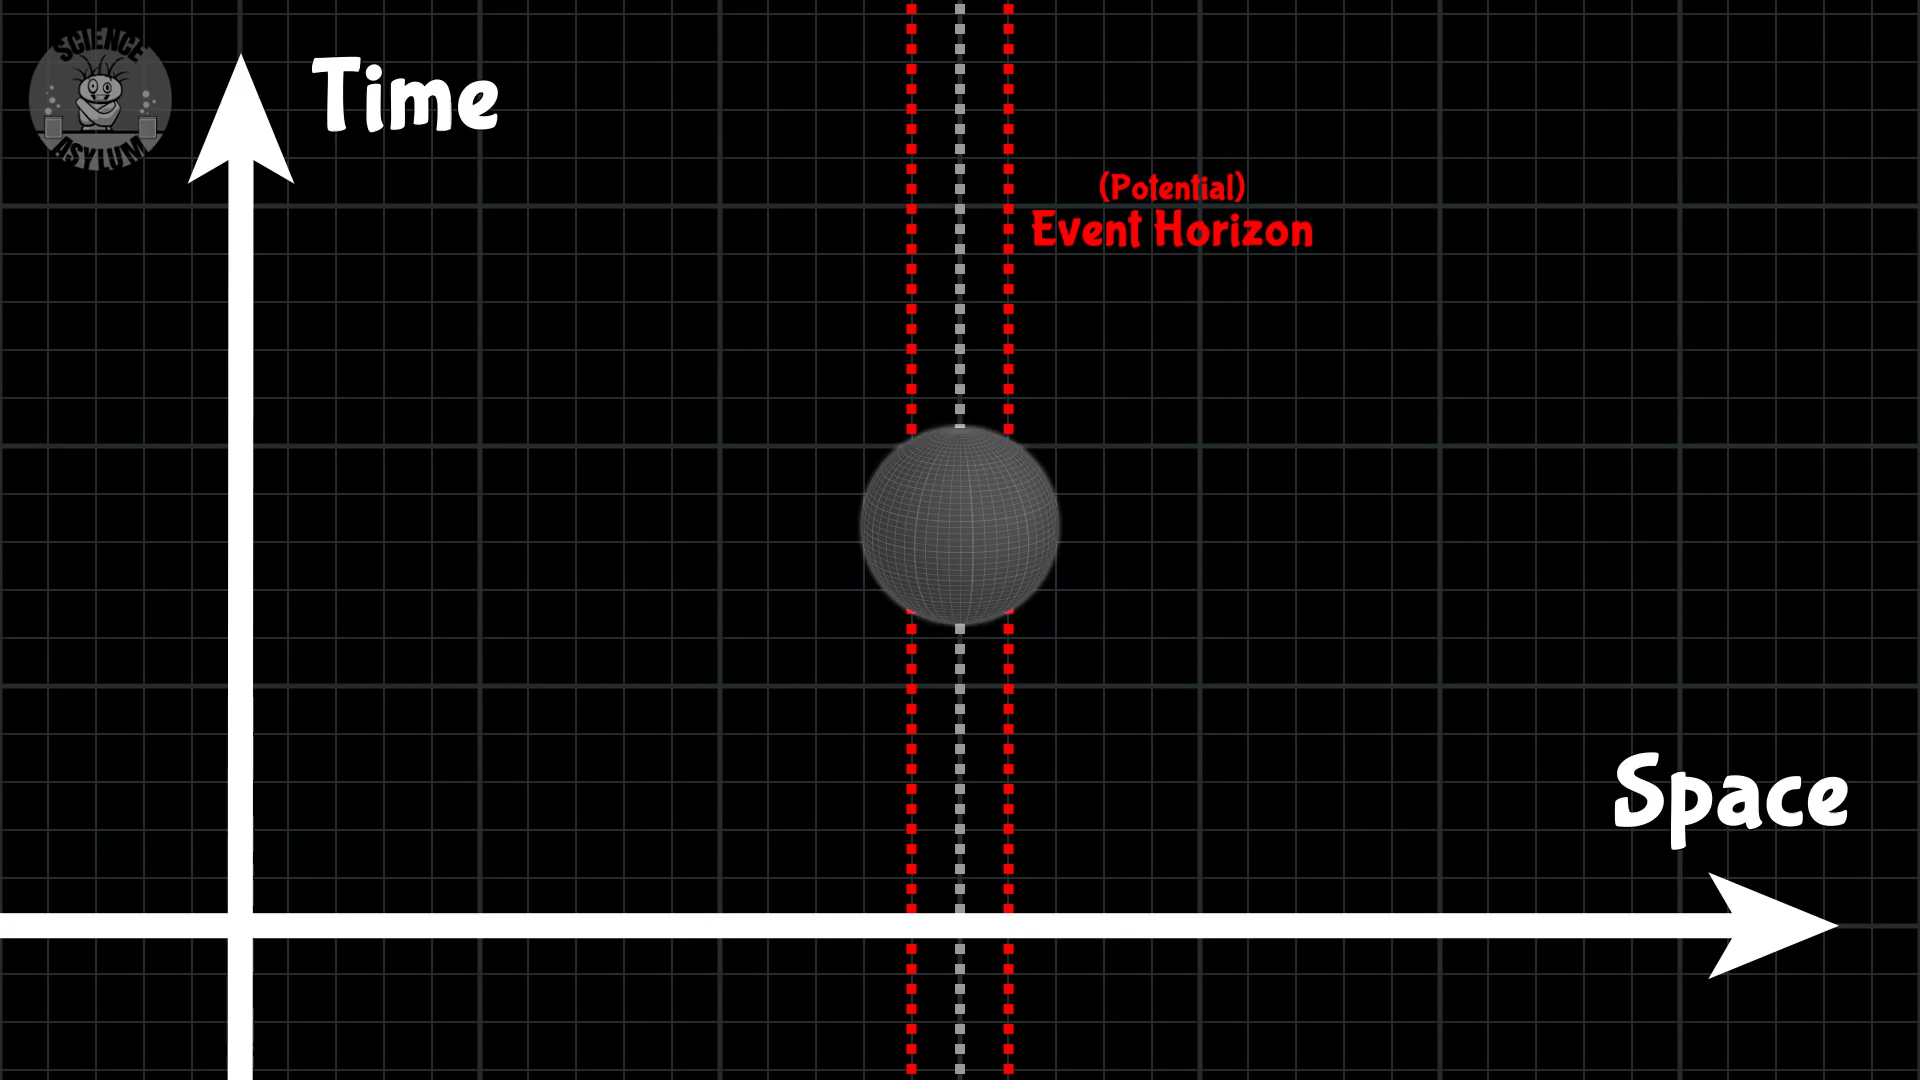 SCIENCE
ASYLUM
Time
(Potential)
Event Horizon
Space